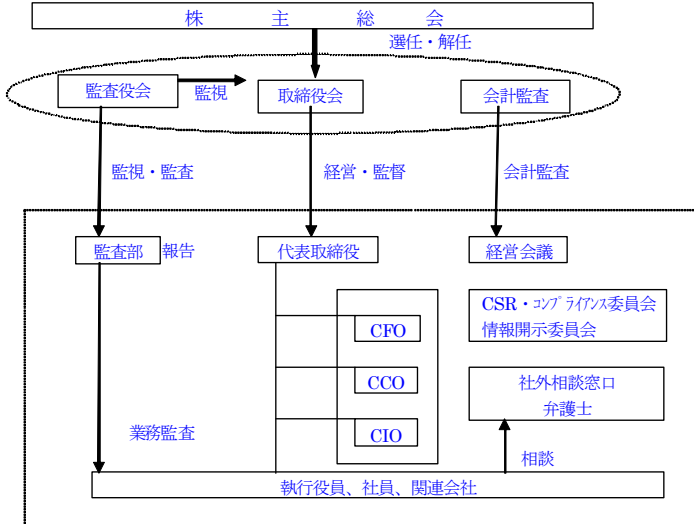 株主総会
選任・解任
監査役会
監視
取締役会
会計監査
監視・監査
経営・監督
会計監査
監査部
報告
代表取締役
経営会議
CSR・コンプライアンス委員会
情報開示委員会
CFO
CCO
CIO
社外相談窓口
弁護士
業務監査
相談
執行役員、社員、関連会社